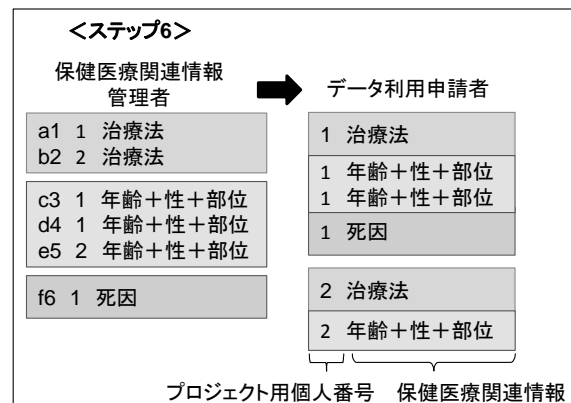 ＜ステップ6＞
保健医療関連情報
管理者
データ利用申請者
a1 1 治療法
b2 2 治療法
c3 1 年齢＋性＋部位
d4 1 年齢＋性＋部位
e5 2 年齢＋性＋部位
f6 1 死因
1 治療法
1 年齢＋性＋部位
1 年齢＋性＋部位
1 死因
2 治療法
2 年齢＋性＋部位
プロジェクト用個人番号 保健医療関連情報